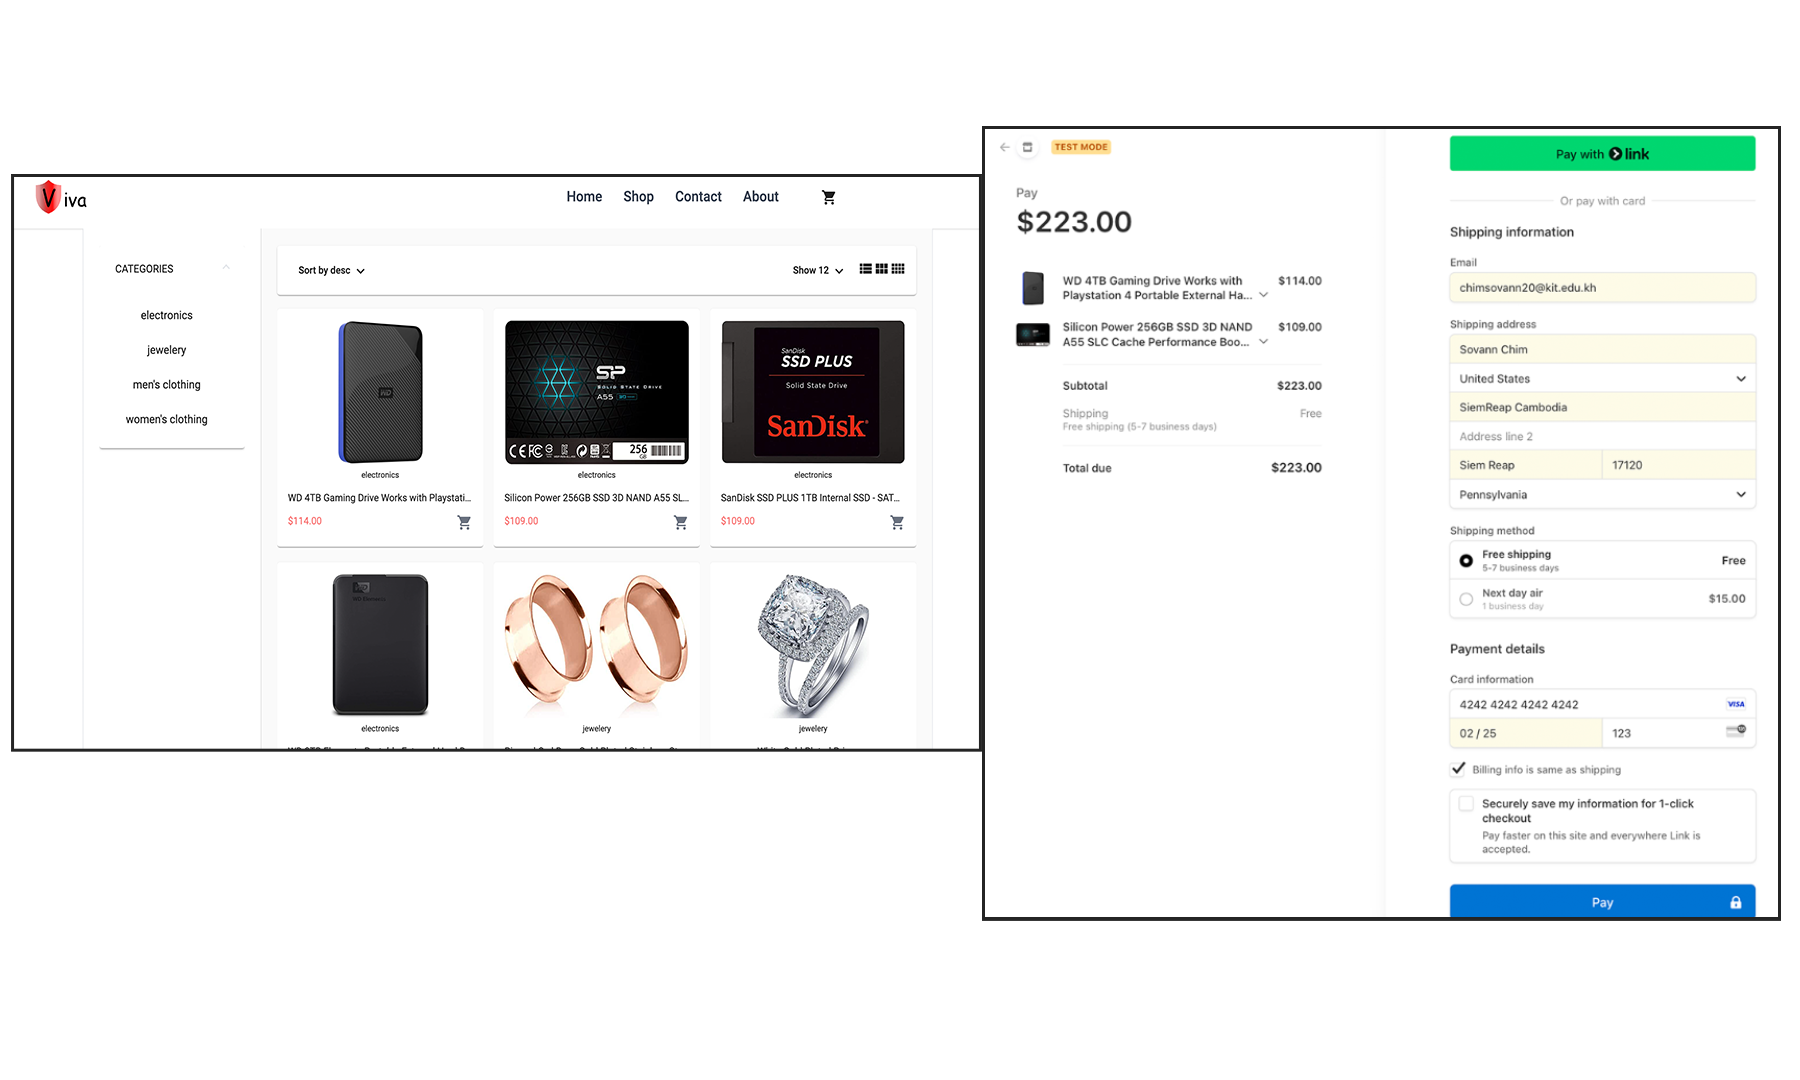 Viva
Home Shop Contact About
CATEGORIES
electronics
jewelery
men's clothing
women's clothing
Sort by desc
Show 12
WD
electronics
WD 4TB Gaming Drive Works with Playstati...
$114.00
SP
SOLID STATE DRIVE
A55
256
GB
electronics
Silicon Power 256GB SSD 3D NAND A55 SL...
$109.00
SanDisk
SSD PLUS
Solid State Drive
SanDisk
electronics
SanDisk SSD PLUS 1TB Internal SSD - SAT...
$109.00
electronics
jewelery
jewelery
TEST MODE
Pay
$223.00
WD 4TB Gaming Drive Works with $114.00
Playstation 4 Portable External Ha...
Silicon Power 256GB SSD 3D NAND $109.00
A55 SLC Cache Performance Boo...
Subtotal $223.00
Shipping Free
Free shipping (5-7 business days)
Total due $223.00
Pay with link
Or pay with card
Shipping information
Email
chimsovann20@kit.edu.kh
Shipping address
Sovann Chim
United States
SiemReap Cambodia
Address line 2
Siem Reap 17120
Pennsylvania
Shipping method
Free shipping Free
5-7 business days
Next day air $15.00
1 business day
Payment details
Card information
4242 4242 4242 4242 VISA
02 / 25 123
Billing info is same as shipping
Securely save my information for 1-click
checkout
Pay faster on this site and everywhere Link is
accepted.
Pay